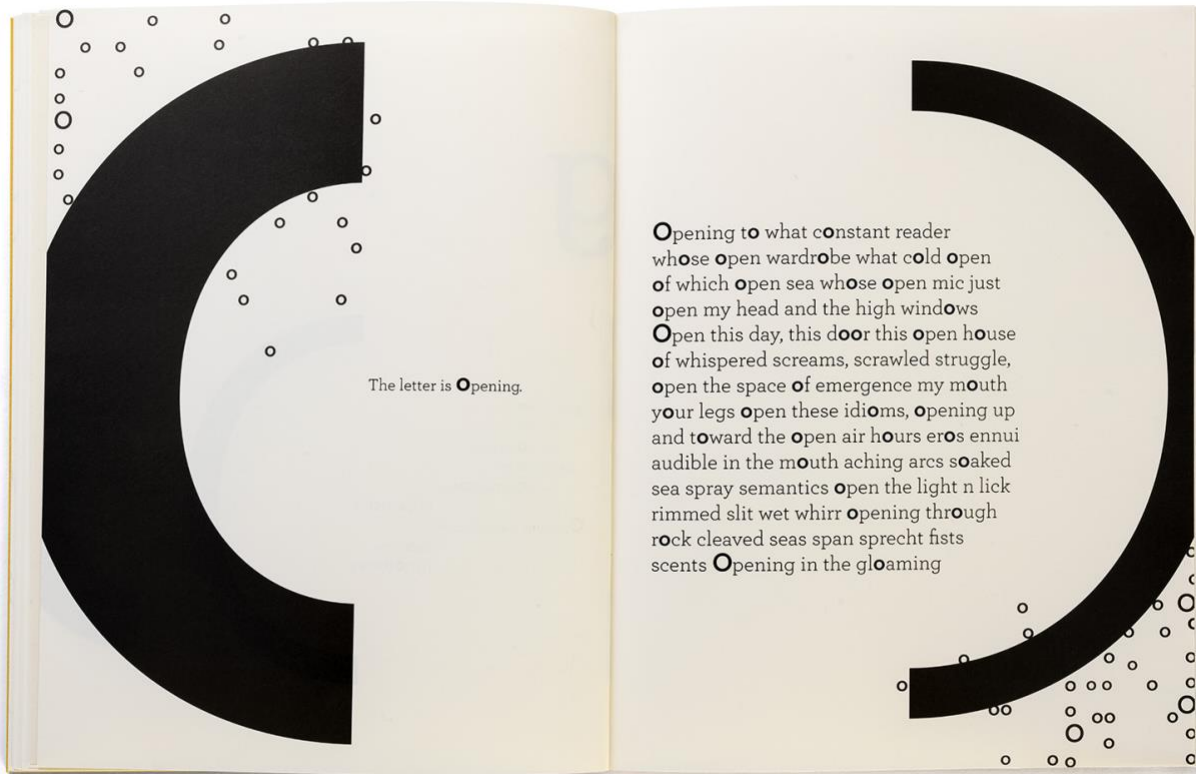 The letter is Opening.
Opening to what constant reader
whose open wardrobe what cold open
of which open sea whose open mic just
open my head and the high windows
Open this day, this door this open house
of whispered screams, scrawled struggle,
open the space of emergence my mouth
your legs open these idioms, opening up
and toward the open air hours eros ennui
audible in the mouth aching arcs soaked
sea spray semantics open the light n lick
rimmed slit wet whirr opening through
rock cleaved seas span sprecht fists
scents Opening in the gloaming